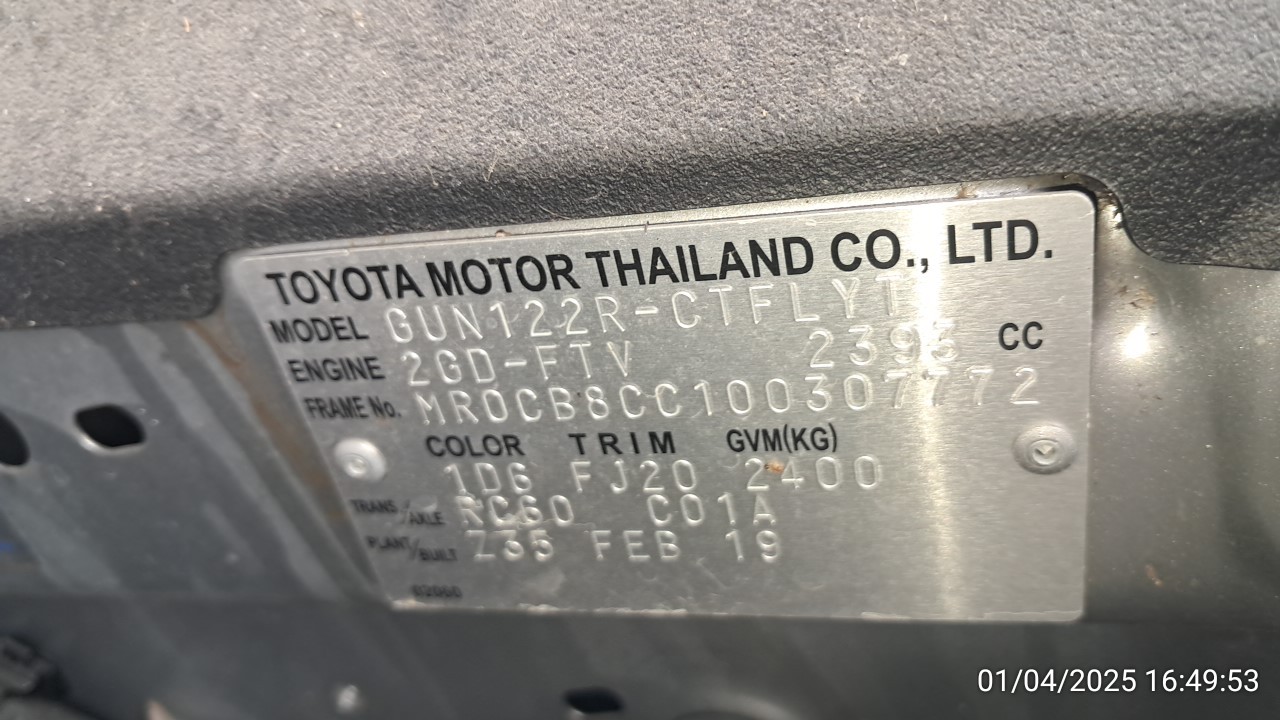 TOYOTA MOTOR THAILAND CO., LTD.
MODEL GUN122R-CTFLYT
ENGINE 2GD-FTV 2393 CC
FRAME No. MR0CB8CC100307772
COLOR TRIM GVM(KG)
1D6 FJ20 2400
TRANS/AXLE RC60 C01A
PLANT/BUILT Z35 FEB 19
01/04/2025 16:49:53